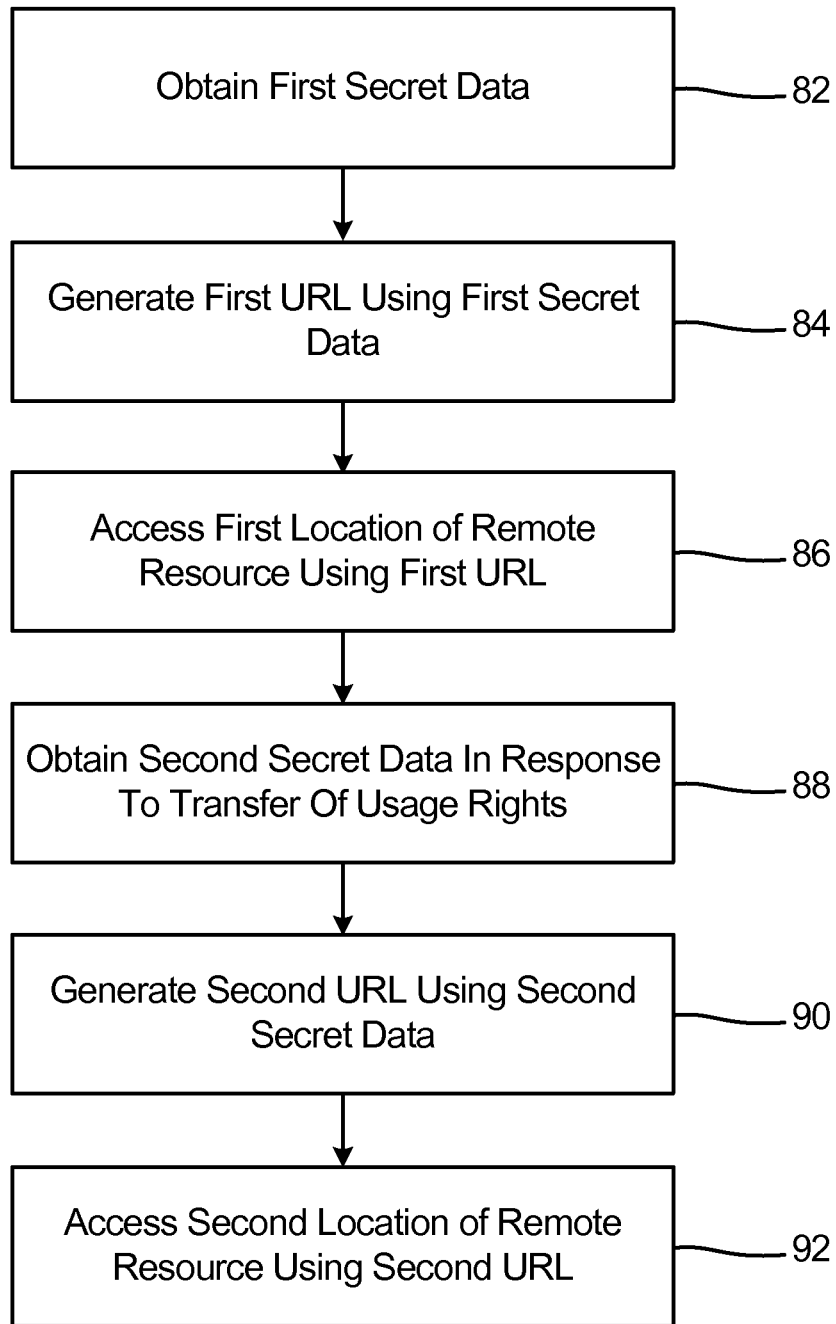 Obtain First Secret Data
82
Generate First URL Using First Secret
Data
84
Access First Location of Remote
Resource Using First URL
86
Obtain Second Secret Data In Response
To Transfer Of Usage Rights
88
Generate Second URL Using Second
Secret Data
90
Access Second Location of Remote
Resource Using Second URL
92